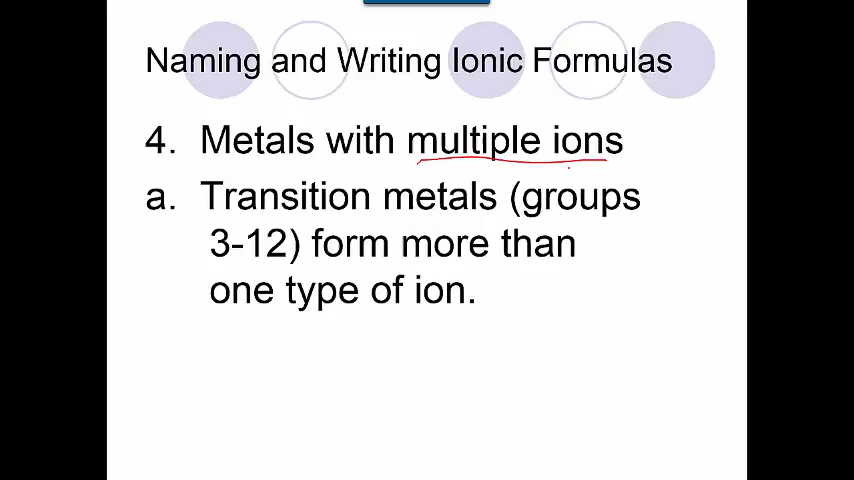 Naming and Writing Ionic Formulas
4. Metals with multiple ions
a. Transition metals (groups
3-12) form more than
one type of ion.